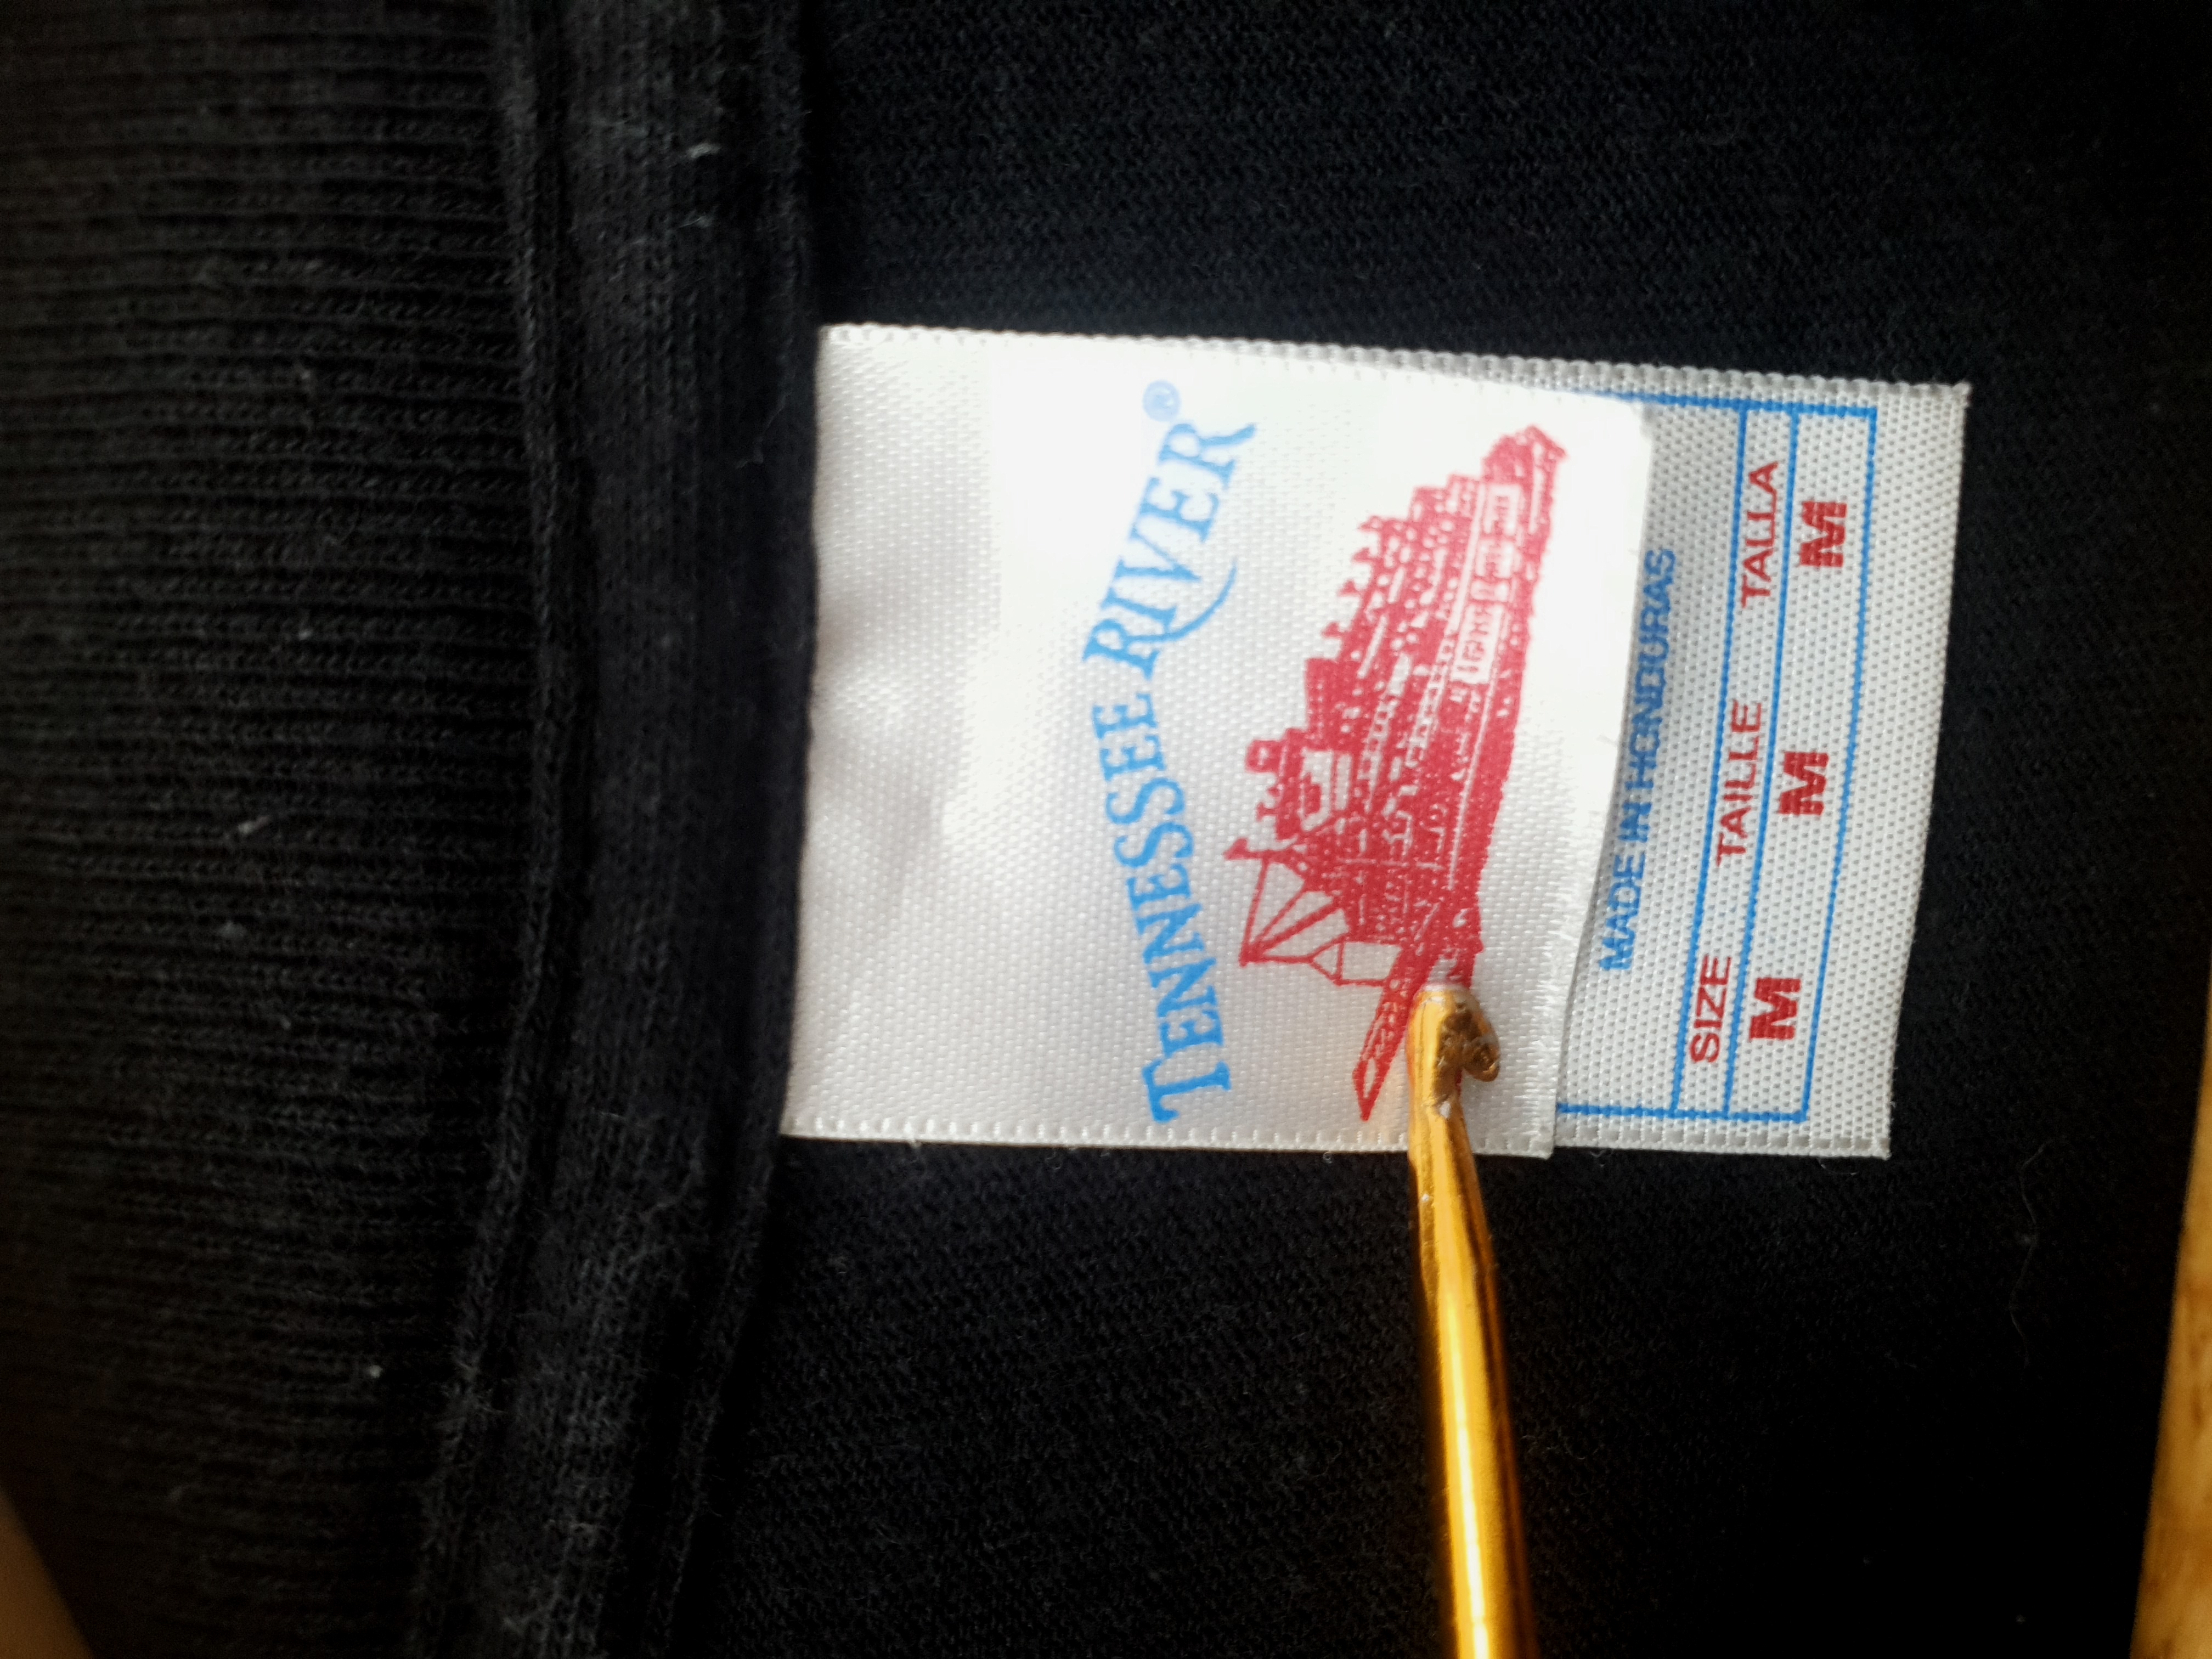 TENNESSEE RIVER®
MADE IN HONDURAS
SIZE TAILLE TALLA
M M M